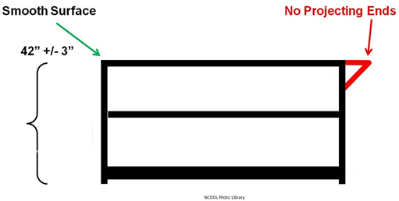 Smooth Surface
No Projecting Ends
42” +/- 3”
NCDOL Photo Library